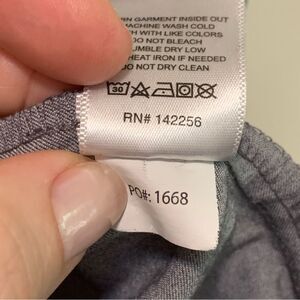 GARMENT INSIDE OUT
MACHINE WASH COLD
WITH LIKE COLORS
DO NOT BLEACH
TUMBLE DRY LOW
HEAT IRON IF NEEDED
DO NOT DRY CLEAN
30
RN# 142256
PO#: 1668